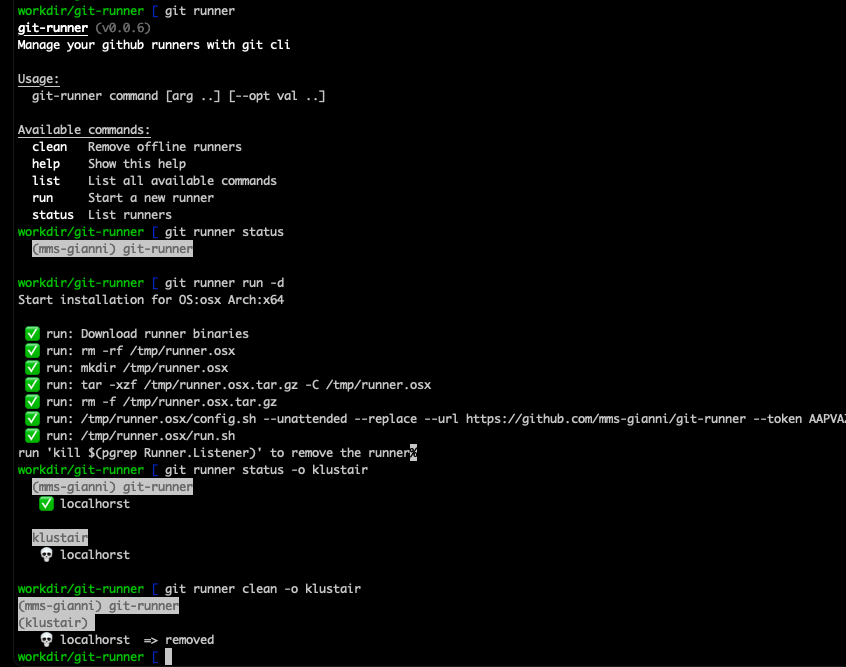 workdir/git-runner [ git runner
git-runner (v0.0.6)
Manage your github runners with git cli
Usage:
git-runner command [arg ..] [--opt val ..]
Available commands:
clean Remove offline runners
help Show this help
list List all available commands
run Start a new runner
status List runners
workdir/git-runner [ git runner status
(mms-gianni) git-runner
workdir/git-runner [ git runner run -d
Start installation for OS:osx Arch:x64
✅ run: Download runner binaries
✅ run: rm -rf /tmp/runner.osx
✅ run: mkdir /tmp/runner.osx
✅ run: tar -xzf /tmp/runner.osx.tar.gz -C /tmp/runner.osx
✅ run: rm -f /tmp/runner.osx.tar.gz
✅ run: /tmp/runner.osx/config.sh --unattended --replace --url https://github.com/mms-gianni/git-runner --token AAPVAZ
✅ run: /tmp/runner.osx/run.sh
run 'kill $(pgrep Runner.Listener)' to remove the runner%
workdir/git-runner [ git runner status -o klustair
(mms-gianni) git-runner
✅ localhorst
klustair
💀 localhorst
workdir/git-runner [ git runner clean -o klustair
(mms-gianni) git-runner
(klustair)
💀 localhorst => removed
workdir/git-runner [